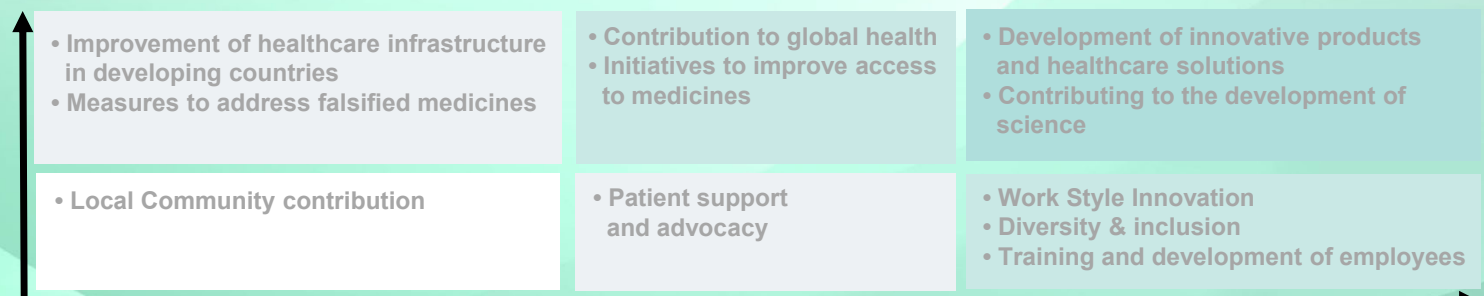 • Improvement of healthcare infrastructure
in developing countries
• Measures to address falsified medicines
• Contribution to global health
• Initiatives to improve access
to medicines
• Development of innovative products
and healthcare solutions
• Contributing to the development of
science
• Local Community contribution
• Patient support
and advocacy
• Work Style Innovation
• Diversity & inclusion
• Training and development of employees